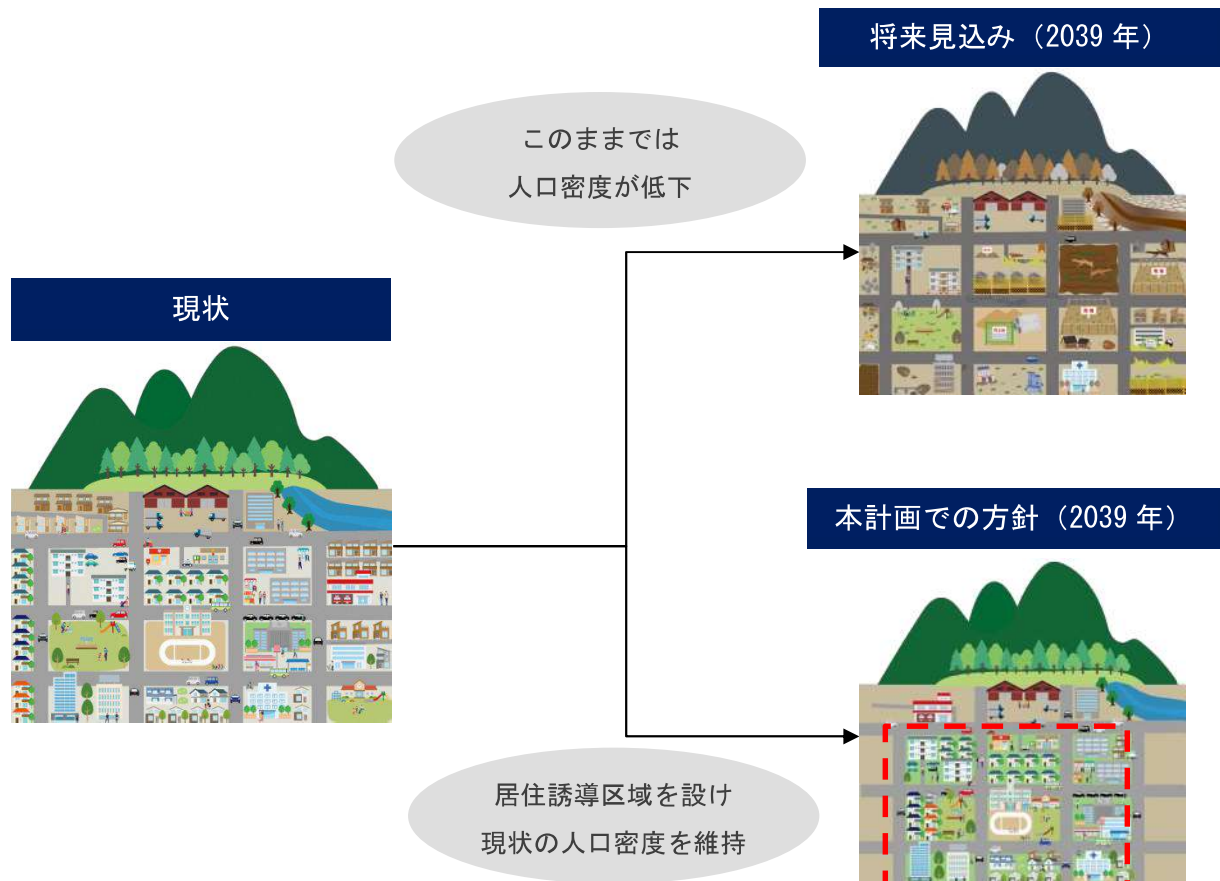 将来見込み（2039 年）
このままでは
人口密度が低下
現状
本計画での方針（2039 年）
居住誘導区域を設け
現状の人口密度を維持